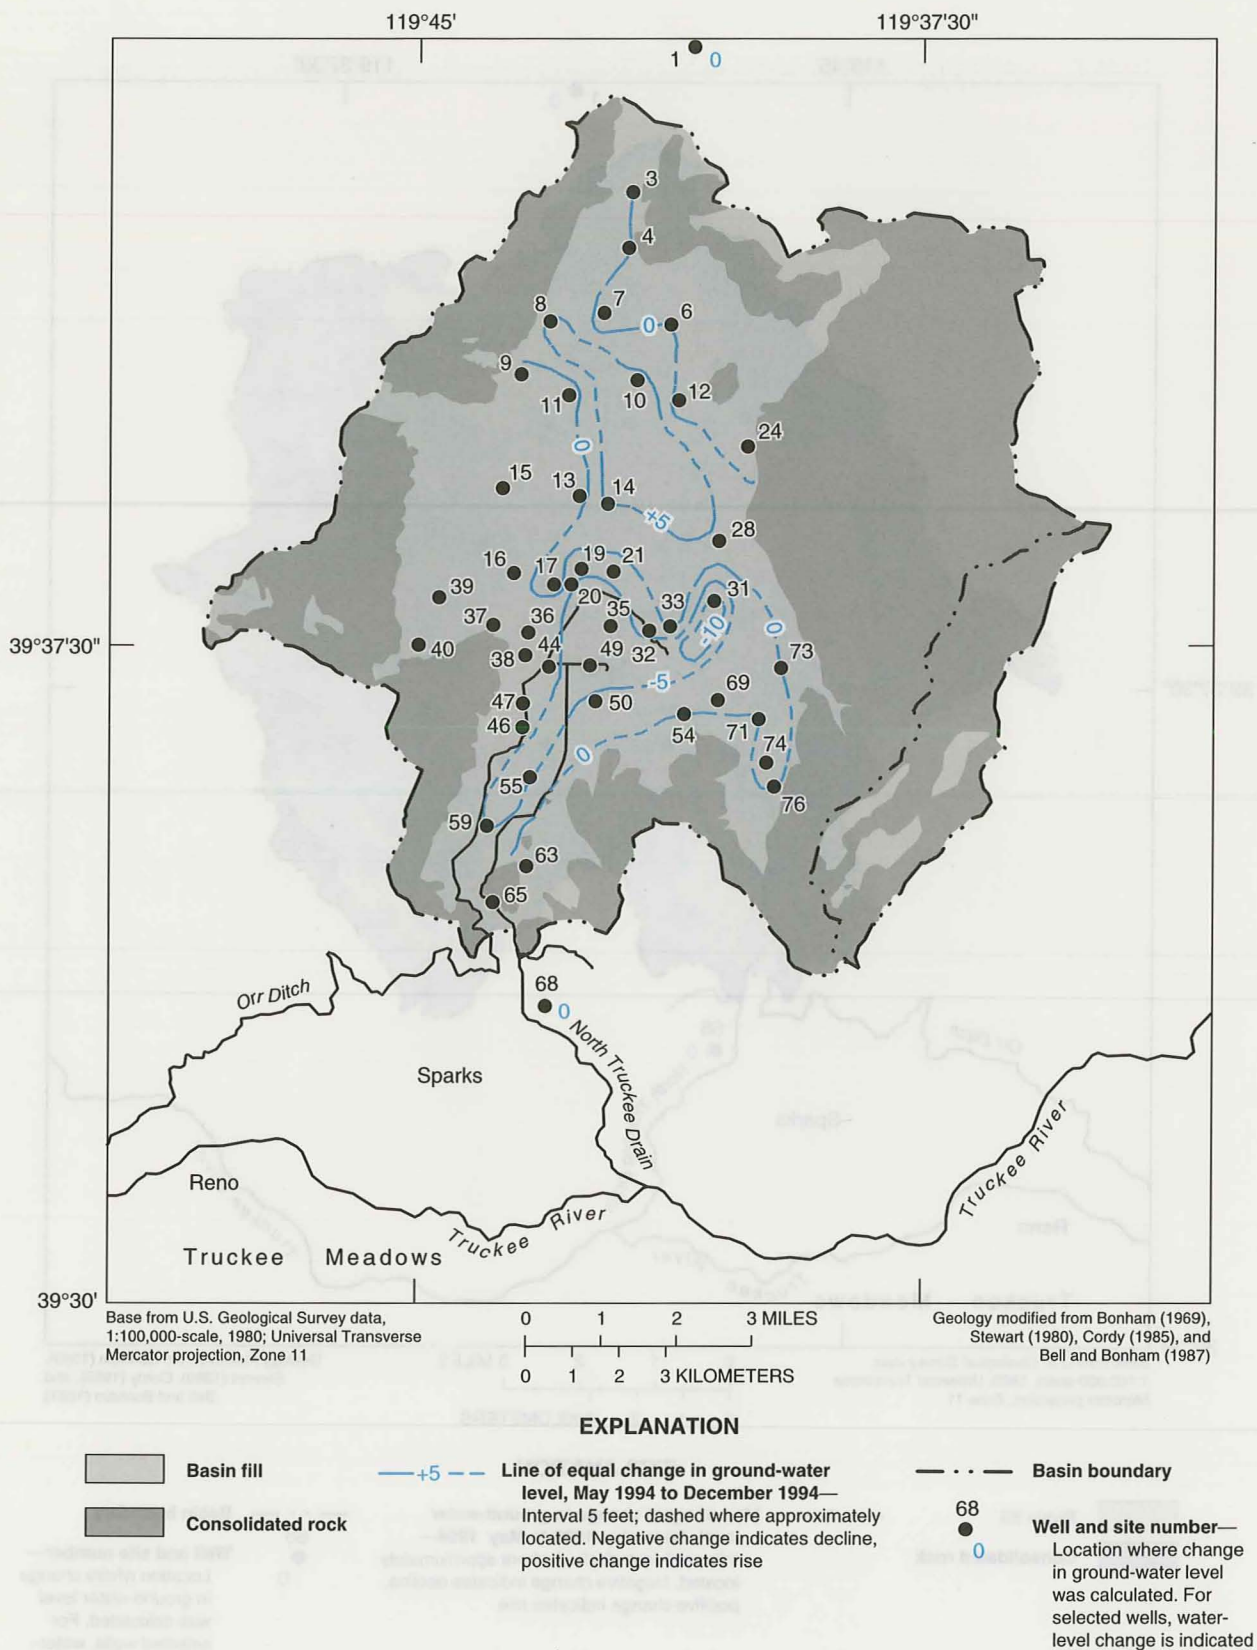 119°45'
119°37'30"
1
0
3
4
7
8
0
6
9
11
10
12
0
24
15
13
14
+5
28
16
17
19
21
31
39
20
35
33
37
36
-10
0
40
38
44
49
32
73
39°37'30"
-5
69
47
50
46
54
71
0
74
55
76
59
63
65
68
0
Orr Ditch
North Truckee Drain
Sparks
Truckee River
Reno
Truckee River
Truckee Meadows
39°30'
Base from U.S. Geological Survey data,
1:100,000-scale, 1980; Universal Transverse
Mercator projection, Zone 11
0 1 2 3 MILES
0 1 2 3 KILOMETERS
Geology modified from Bonham (1969),
Stewart (1980), Cordy (1985), and
Bell and Bonham (1987)
EXPLANATION
Basin fill
Consolidated rock
+5
Line of equal change in ground-water
level, May 1994 to December 1994—
Interval 5 feet; dashed where approximately
located. Negative change indicates decline,
positive change indicates rise
Basin boundary
68
0
Well and site number—
Location where change
in ground-water level
was calculated. For
selected wells, water-
level change is indicated